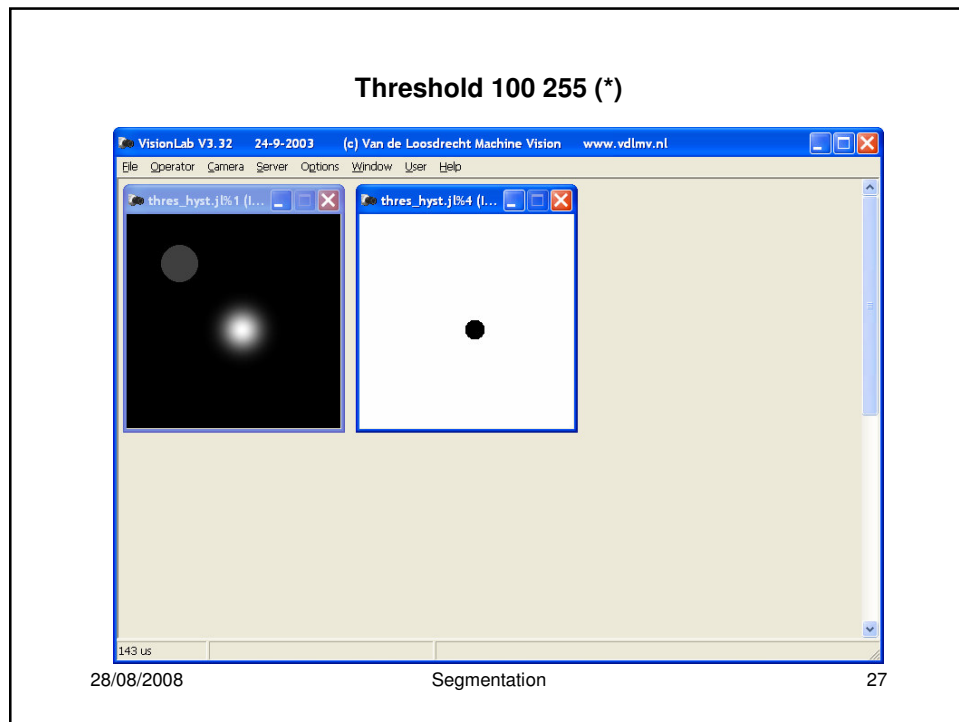 Threshold 100 255 (*)
VisionLab V3.32 24-9-2003 (c) Van de Loosdrecht Machine Vision www.vdlmv.nl
File Operator Camera Server Options Window User Help
thres_hyst.jl%1 (I... thres_hyst.jl%4 (I...
143 us
28/08/2008 Segmentation 27